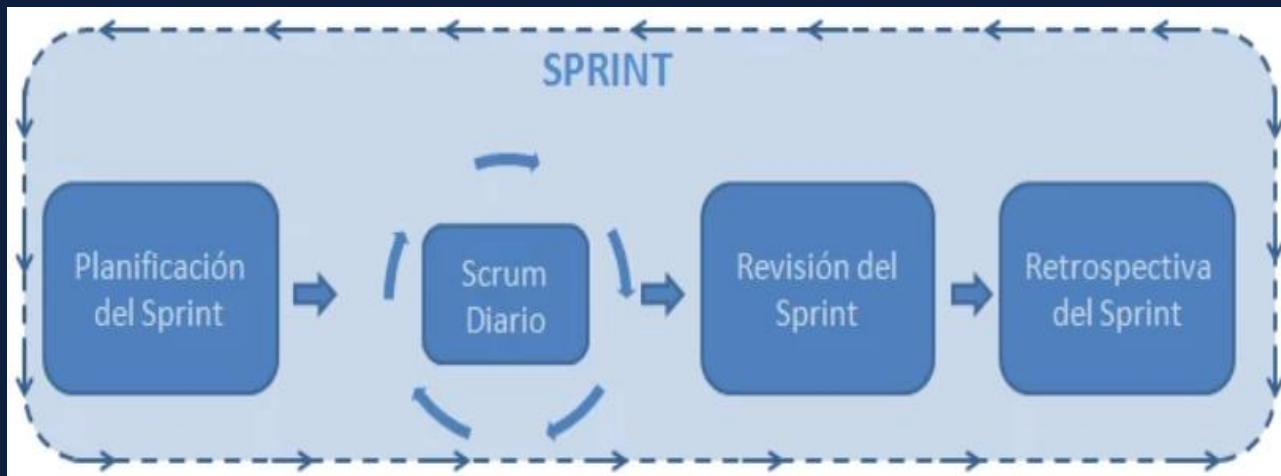 SPRINT
Planificación
del Sprint
Scrum
Diario
Revisión del
Sprint
Retrospectiva
del Sprint